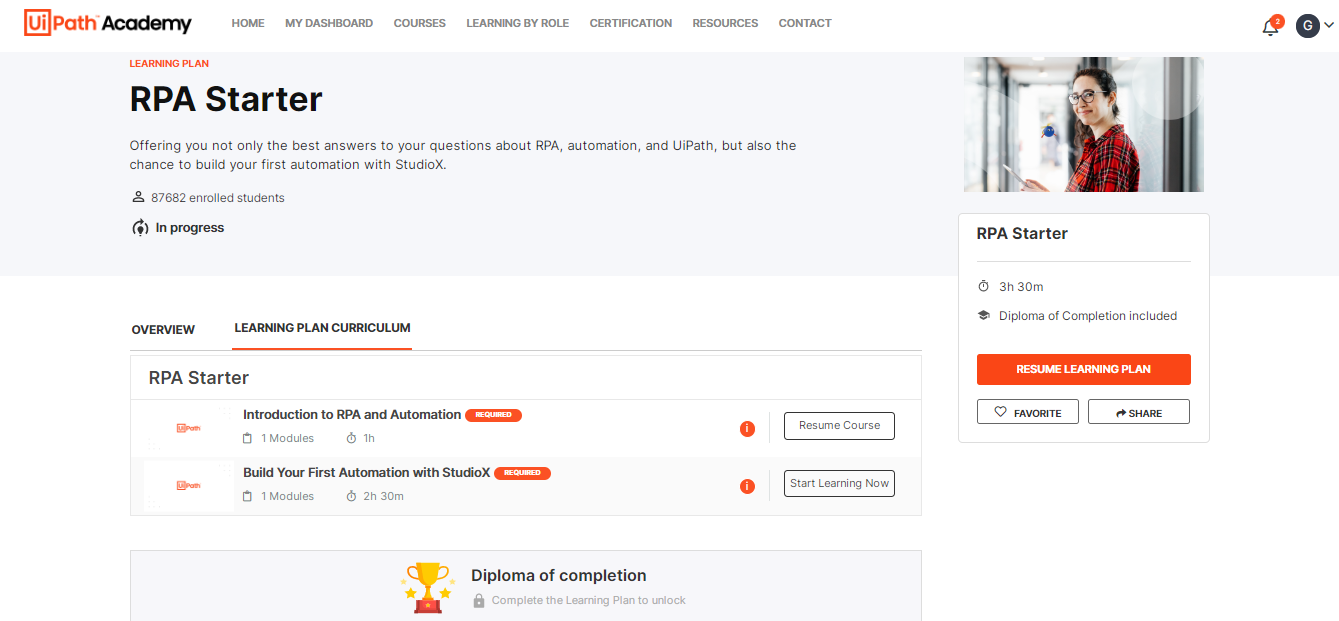 UiPath Academy
HOME MY DASHBOARD COURSES LEARNING BY ROLE CERTIFICATION RESOURCES CONTACT
2
G
LEARNING PLAN
RPA Starter
Offering you not only the best answers to your questions about RPA, automation, and UiPath, but also the
chance to build your first automation with StudioX.
87682 enrolled students
In progress
RPA Starter
3h 30m
Diploma of Completion included
RESUME LEARNING PLAN
FAVORITE SHARE
OVERVIEW LEARNING PLAN CURRICULUM
RPA Starter
UiPath
Introduction to RPA and Automation REQUIRED
1 Modules 1h
i
Resume Course
UiPath
Build Your First Automation with StudioX REQUIRED
1 Modules 2h 30m
i
Start Learning Now
Diploma of completion
Complete the Learning Plan to unlock